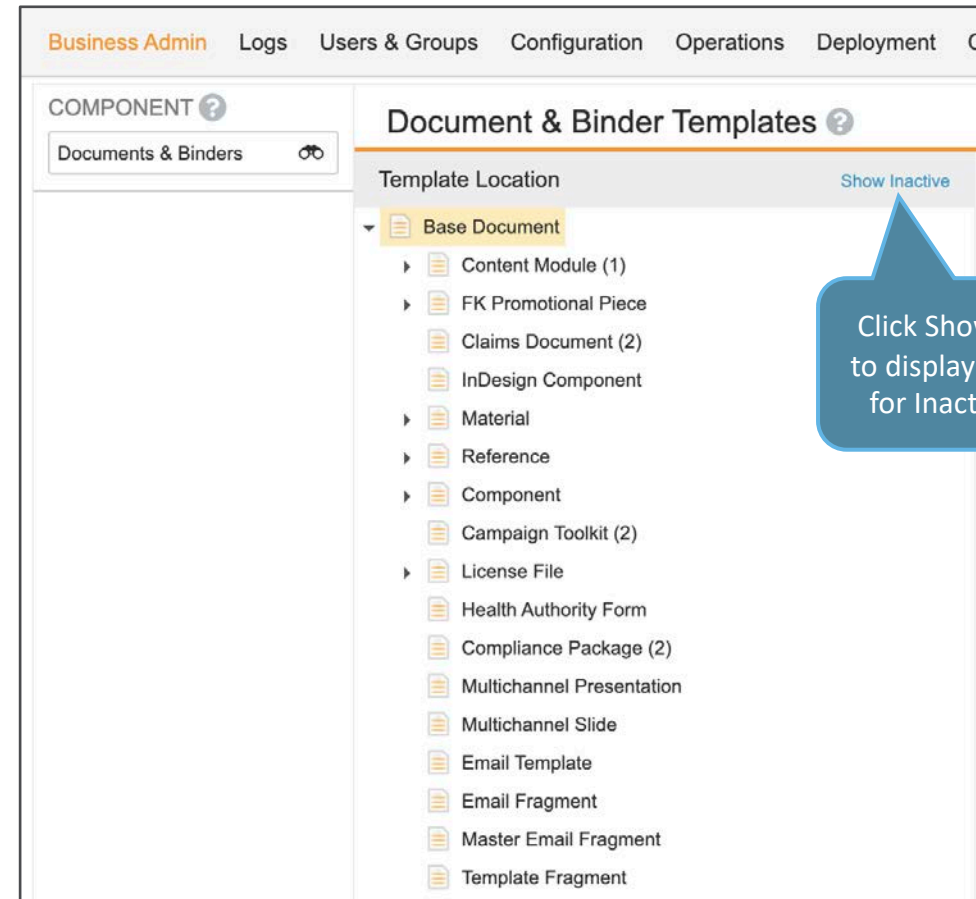 Business Admin Logs Users & Groups Configuration Operations Deployment
COMPONENT
Documents & Binders
Document & Binder Templates
Template Location Show Inactive
Base Document
Content Module (1)
FK Promotional Piece
Claims Document (2)
InDesign Component
Material
Reference
Component
Campaign Toolkit (2)
License File
Health Authority Form
Compliance Package (2)
Multichannel Presentation
Multichannel Slide
Email Template
Email Fragment
Master Email Fragment
Template Fragment
Click
to display
for